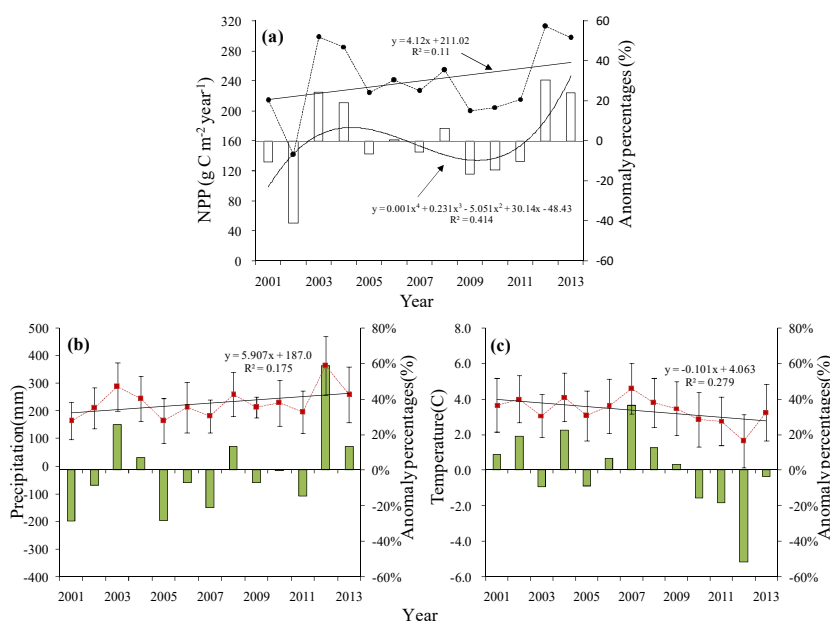 (a)
y = 4.12x + 211.02
R² = 0.11
y = 0.001x⁴ + 0.231x³ - 5.051x² + 30.14x - 48.43
R² = 0.414
NPP (g C m⁻² year⁻¹)
320
280
240
200
160
120
80
40
0
60
40
20
0
-20
-40
-60
Anomaly percentages (%)
2001 2003 2005 2007 2009 2011 2013
Year
(b)
y = 5.907x + 187.0
R² = 0.175
Precipitation(mm)
500
400
300
200
100
0
-100
-200
-300
-400
80%
60%
40%
20%
0%
-20%
-40%
-60%
Anomaly percentages(%)
2001 2003 2005 2007 2009 2011 2013
(c)
y = -0.101x + 4.063
R² = 0.279
Temperature(C)
8.0
6.0
4.0
2.0
0.0
-2.0
-4.0
-6.0
80%
60%
40%
20%
0%
-20%
-40%
-60%
Anomaly percentages(%)
2001 2003 2005 2007 2009 2011 2013
Year